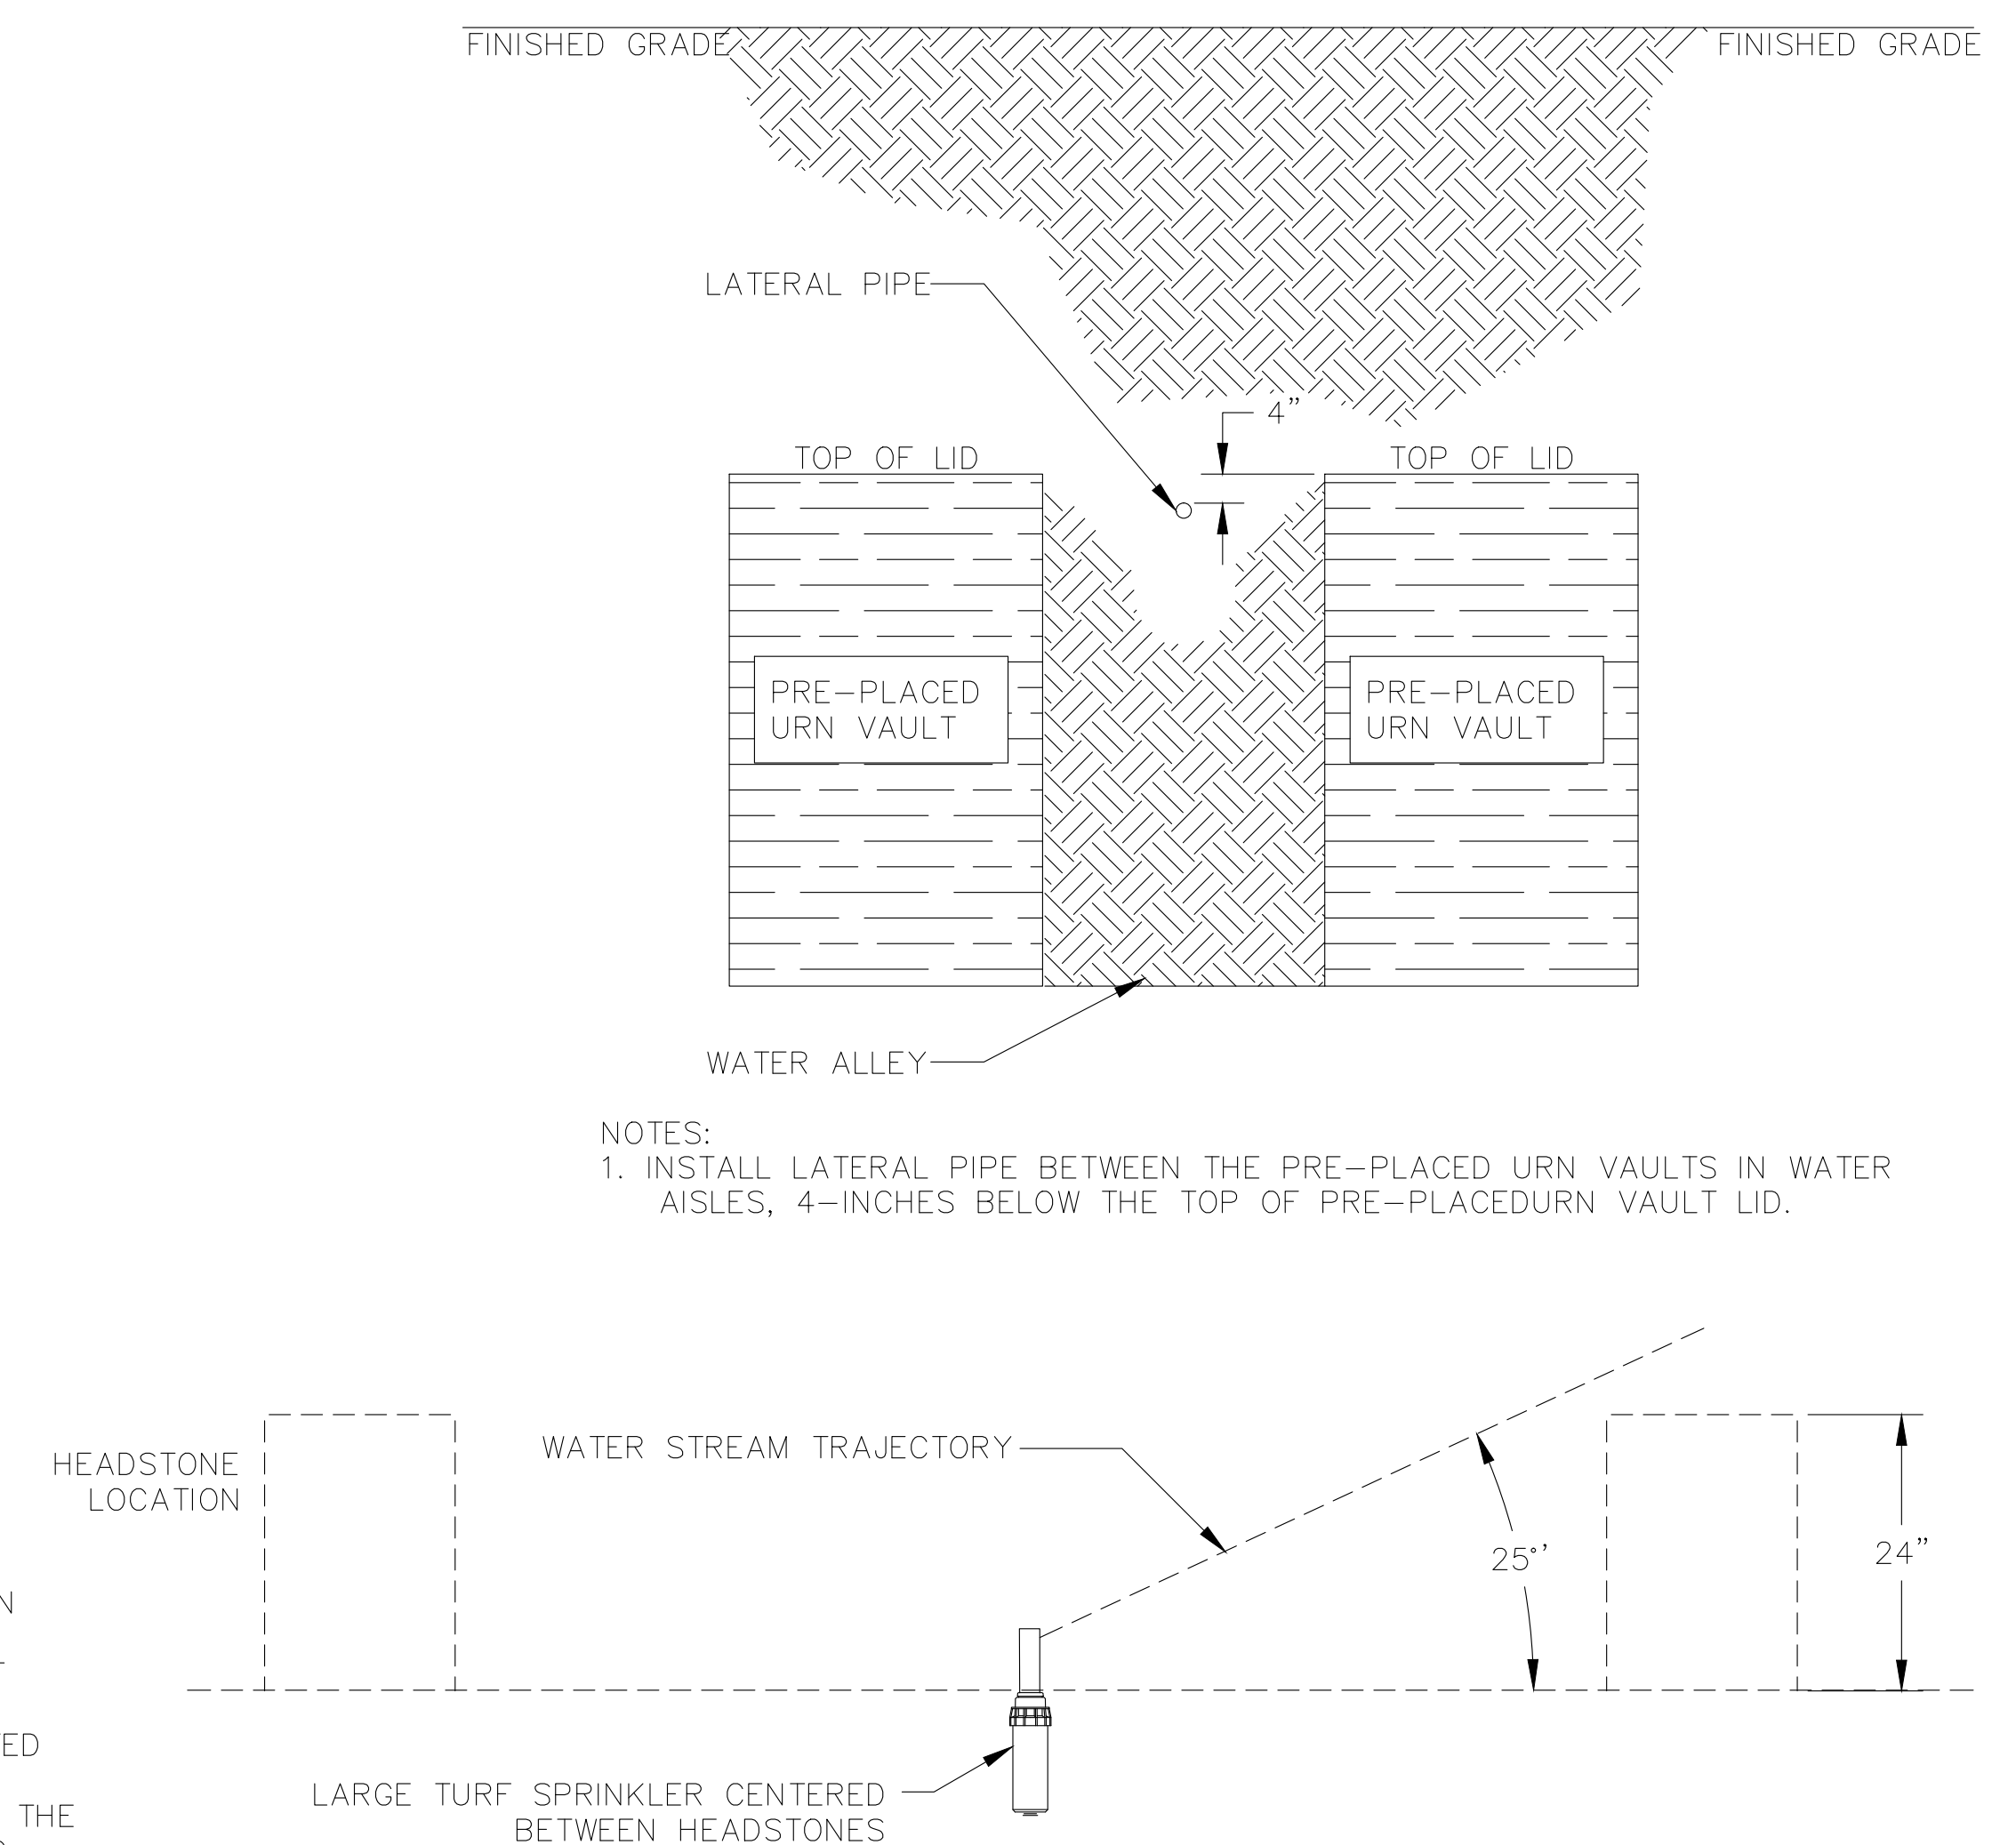 FINISHED GRADE
FINISHED GRADE
LATERAL PIPE
4"
TOP OF LID
TOP OF LID
PRE-PLACED
URN VAULT
PRE-PLACED
URN VAULT
WATER ALLEY
NOTES:
1. INSTALL LATERAL PIPE BETWEEN THE PRE-PLACED URN VAULTS IN WATER
AISLES, 4-INCHES BELOW THE TOP OF PRE-PLACEDURN VAULT LID.
WATER STREAM TRAJECTORY
HEADSTONE
LOCATION
25°'
24"
LARGE TURF SPRINKLER CENTERED
BETWEEN HEADSTONES
ED
THE